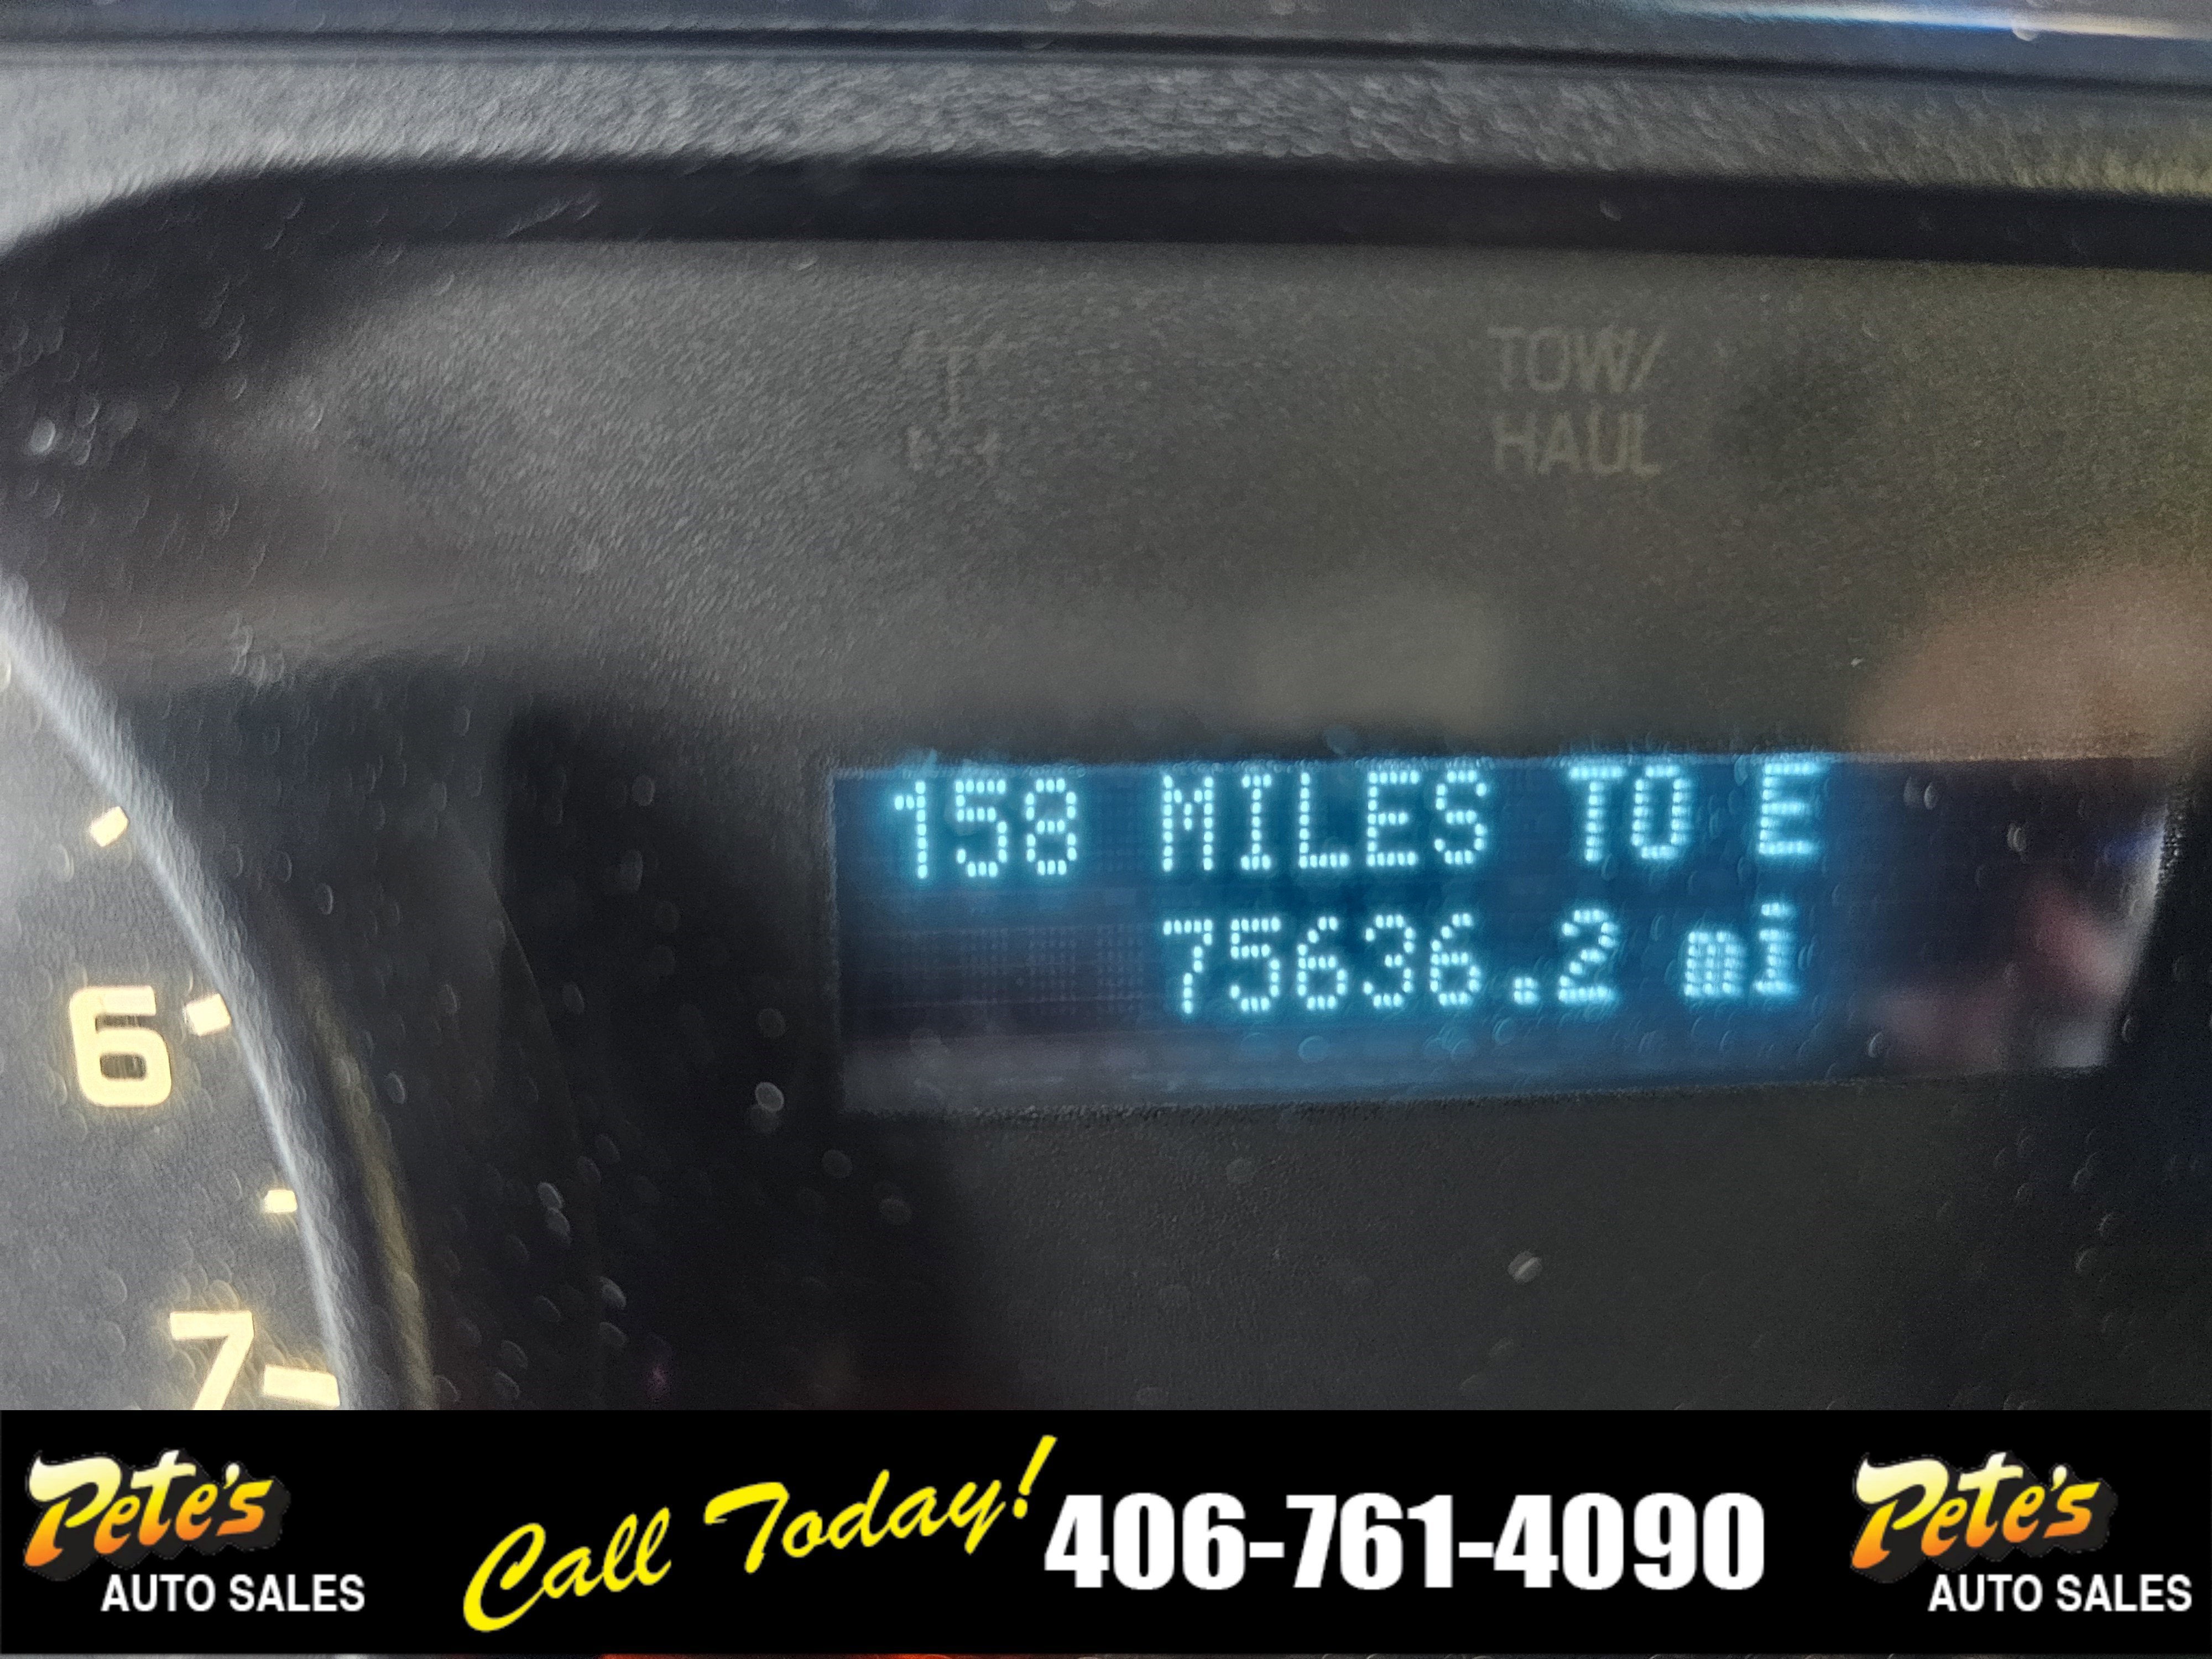 TOW/
HAUL
158 MILES TO E
75636.2 mi
6
7
Pete's
AUTO SALES
Call Today!
406-761-4090
Pete's
AUTO SALES